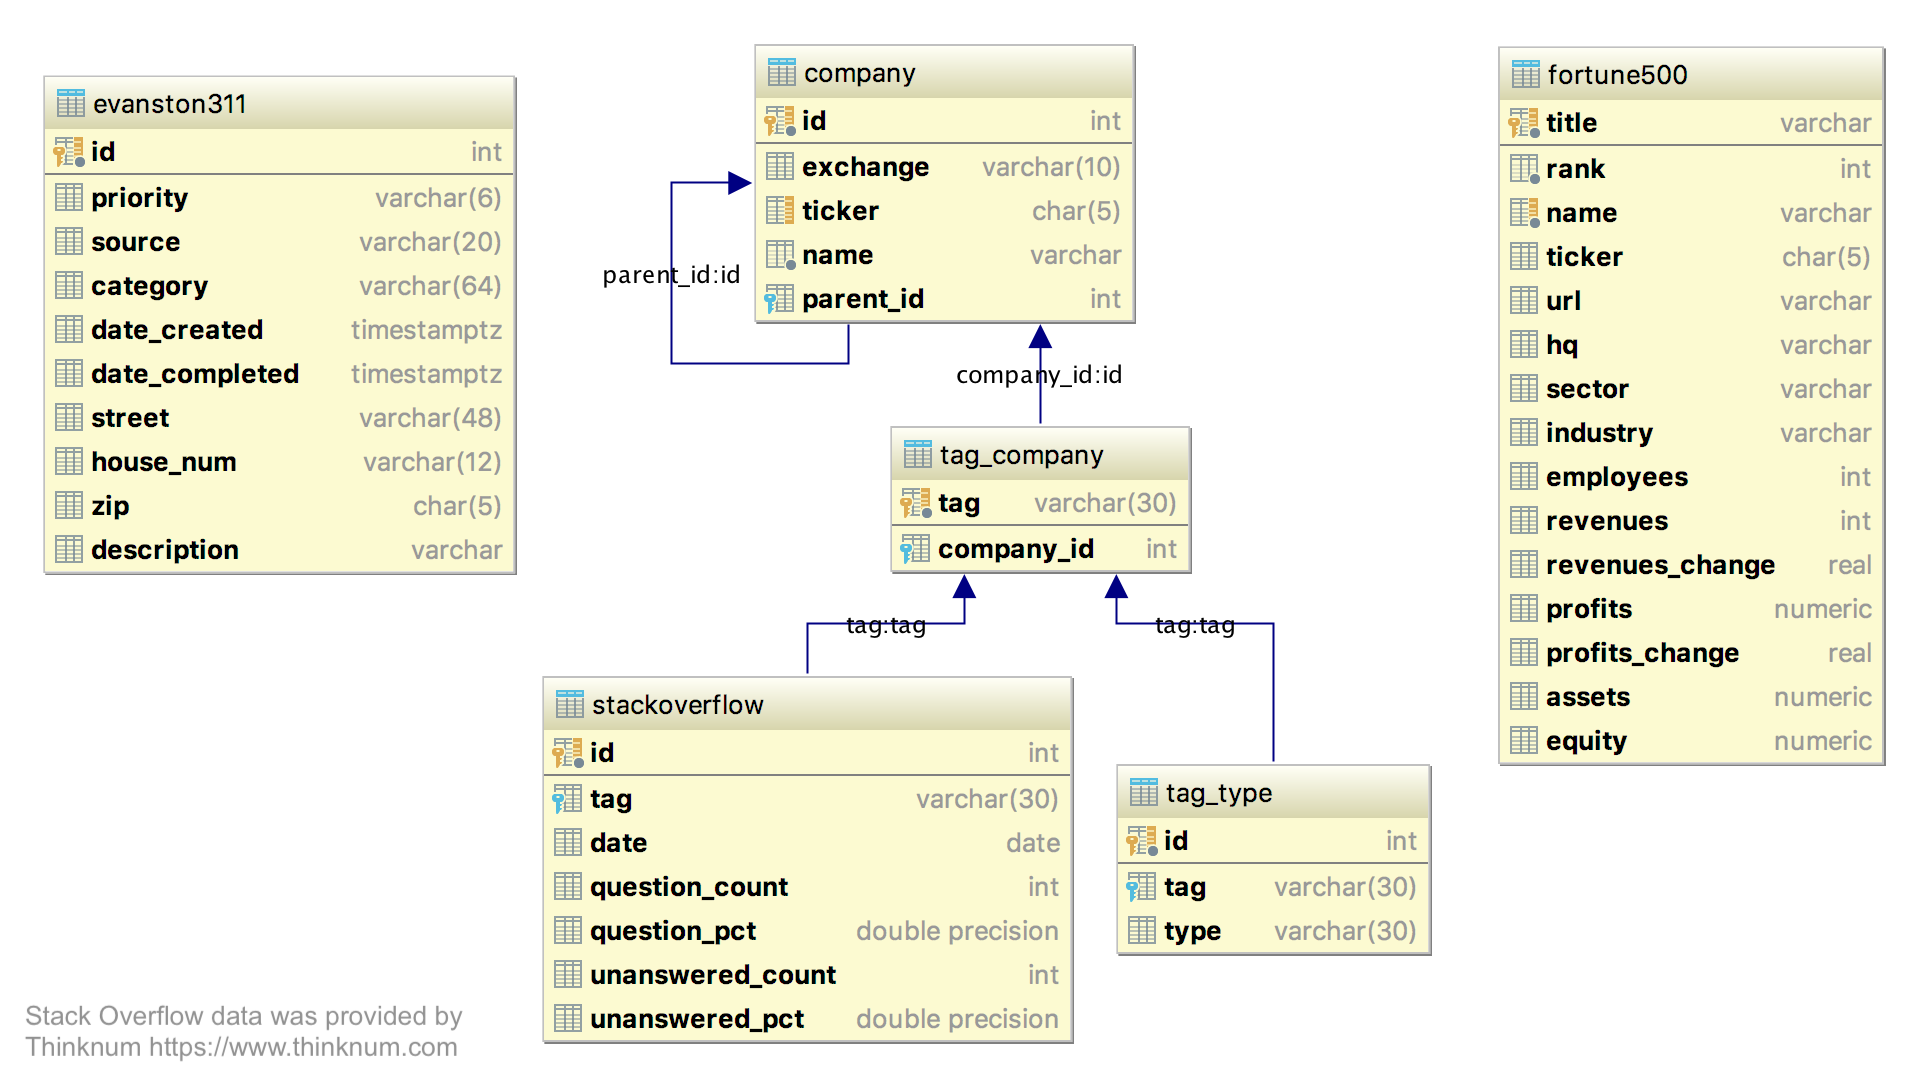 evanston311
id int
priority varchar(6)
source varchar(20)
category varchar(64)
date_created timestamptz
date_completed timestamptz
street varchar(48)
house_num varchar(12)
zip char(5)
description varchar
company
id int
exchange varchar(10)
ticker char(5)
name varchar
parent_id int
parent_id:id
company_id:id
tag_company
tag varchar(30)
company_id int
tag:tag
tag:tag
stackoverflow
id int
tag varchar(30)
date date
question_count int
question_pct double precision
unanswered_count int
unanswered_pct double precision
tag_type
id int
tag varchar(30)
type varchar(30)
fortune500
title varchar
rank int
name varchar
ticker char(5)
url varchar
hq varchar
sector varchar
industry varchar
employees int
revenues int
revenues_change real
profits numeric
profits_change real
assets numeric
equity numeric
Stack Overflow data was provided by
Thinknum https://www.thinknum.com